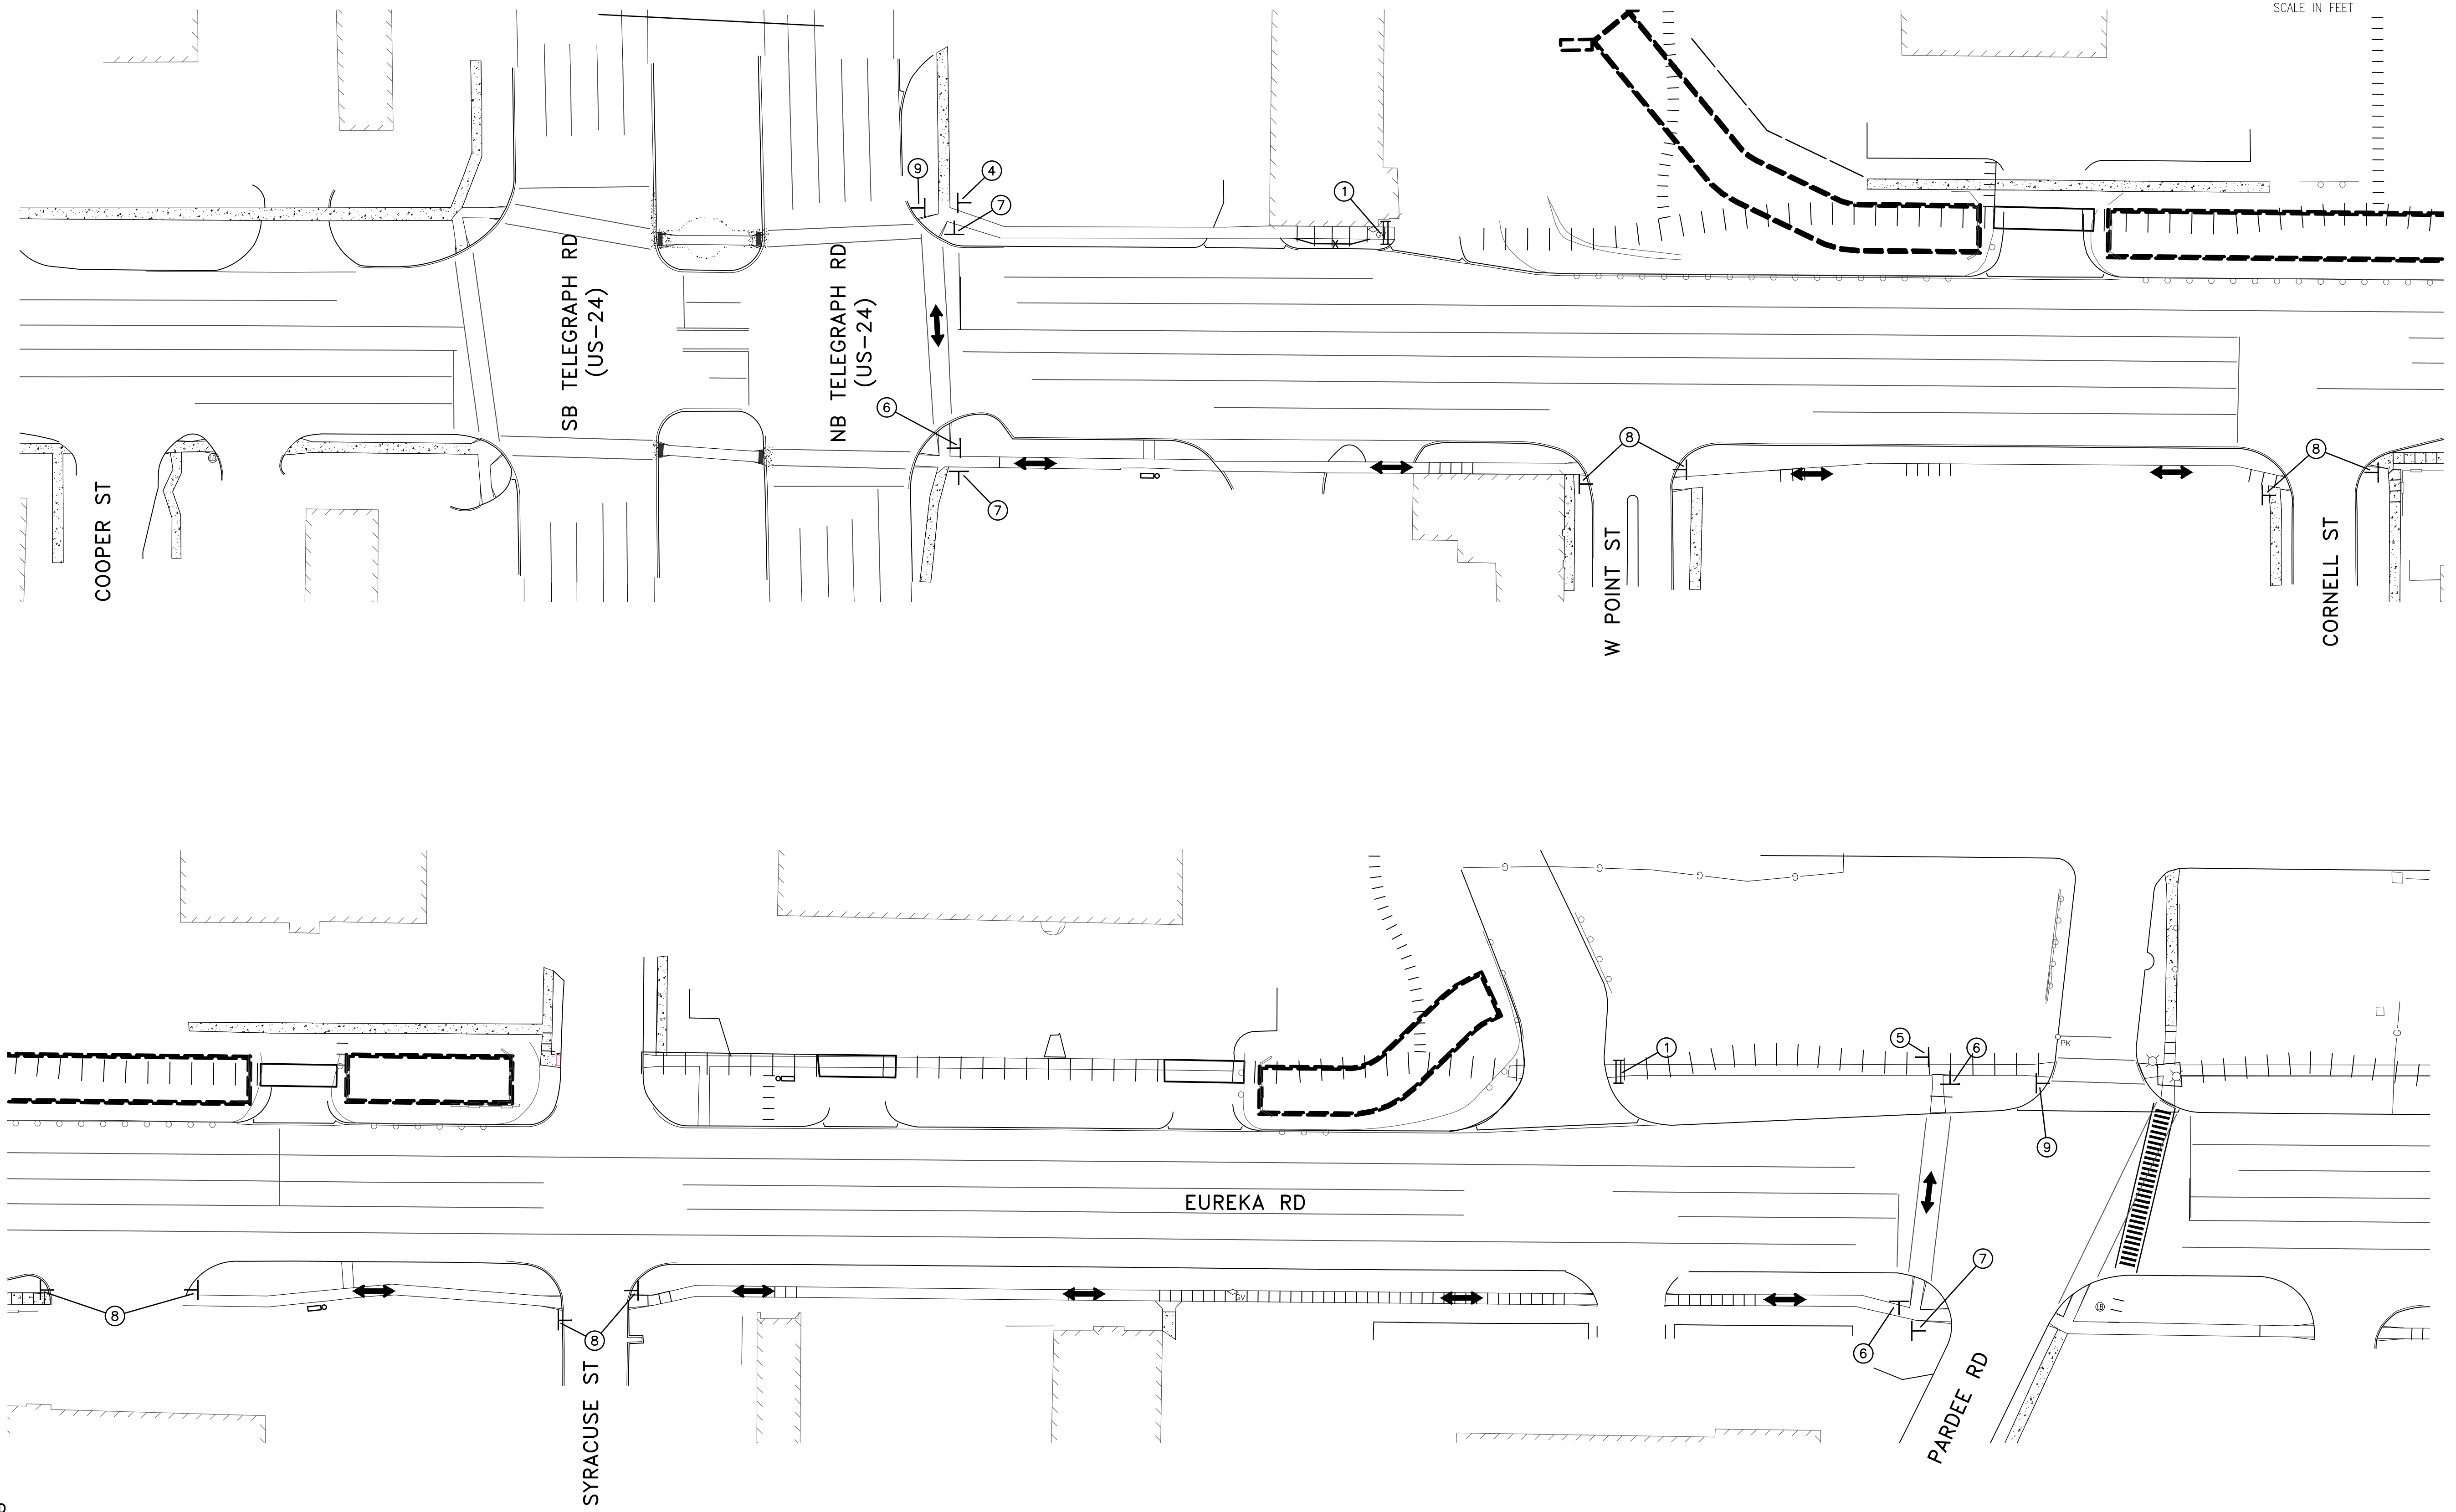 SCALE IN FEET
9
4
7
1
SB TELEGRAPH RD
(US-24)
NB TELEGRAPH RD
(US-24)
X
6
7
8
8
COOPER ST
W POINT ST
CORNELL ST
G
G
G
G
PK
G
1
5
6
9
EUREKA RD
8
8
SYRACUSE ST
GV
7
6
PARDEE RD